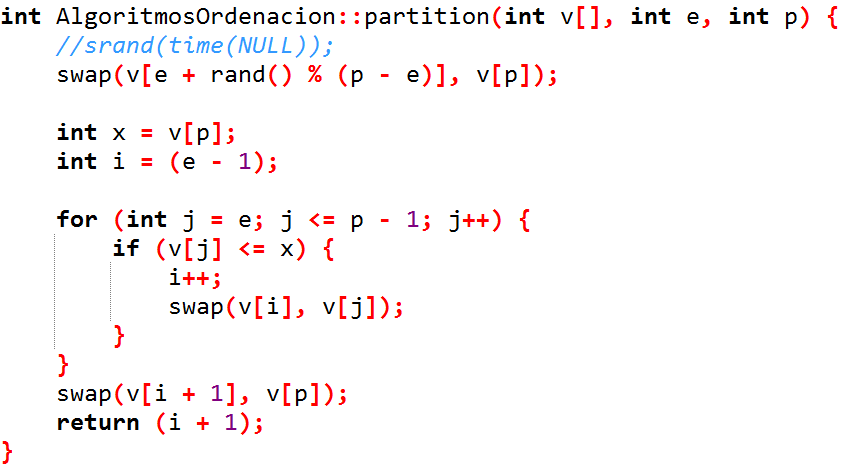 int AlgoritmosOrdenacion::partition(int v[], int e, int p) {
    //srand(time(NULL));
    swap(v[e + rand() % (p - e)], v[p]);

    int x = v[p];
    int i = (e - 1);

    for (int j = e; j <= p - 1; j++) {
        if (v[j] <= x) {
            i++;
            swap(v[i], v[j]);
        }
    }
    swap(v[i + 1], v[p]);
    return (i + 1);
}